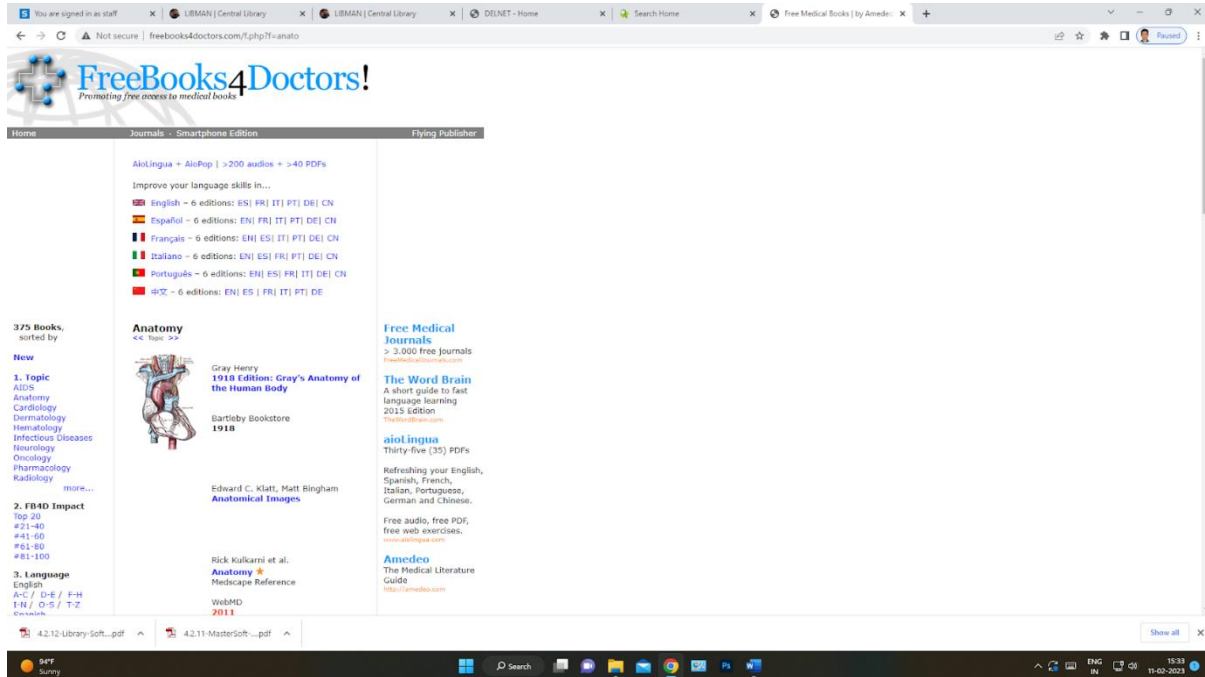 You are signed in as staff
LIBMAN | Central Library
LIBMAN | Central Library
DELNET - Home
Search Home
Free Medical Books | by Amedeo
Not secure | freebooks4doctors.com/f.php?f=anato
Paused
FreeBooks4Doctors!
Promoting free access to medical books
Home
Journals - Smartphone Edition
Flying Publisher
AioLingua + AioPop | >200 audios + >40 PDFs
Improve your language skills in...
English – 6 editions: ES| FR| IT| PT| DE| CN
Español – 6 editions: EN| FR| IT| PT| DE| CN
Français – 6 editions: EN| ES| IT| PT| DE| CN
Italiano – 6 editions: EN| ES| FR| PT| DE| CN
Português – 6 editions: EN| ES| FR| IT| DE| CN
中文 – 6 editions: EN| ES | FR| IT| PT| DE
375 Books,
sorted by
New
1. Topic
AIDS
Anatomy
Cardiology
Dermatology
Hematology
Infectious Diseases
Neurology
Oncology
Pharmacology
Radiology
more...
2. FB4D Impact
Top 20
#21-40
#41-60
#61-80
#81-100
3. Language
English
A-C / D-E / F-H
I-N / O-S / T-Z
Spanish
Anatomy
<< Topic >>
Gray Henry
1918 Edition: Gray's Anatomy of
the Human Body
Bartleby Bookstore
1918
Edward C. Klatt, Matt Bingham
Anatomical Images
Rick Kulkarni et al.
Anatomy
Medscape Reference
WebMD
2011
Free Medical
Journals
> 3.000 free journals
FreeMedicalJournals.com
The Word Brain
A short guide to fast
language learning
2015 Edition
TheWordBrain.com
aioLingua
Thirty-five (35) PDFs
Refreshing your English,
Spanish, French,
Italian, Portuguese,
German and Chinese.
Free audio, free PDF,
free web exercises.
www.aiolingua.com
Amedeo
The Medical Literature
Guide
http://amedeo.com
4.2.12-Library-Soft....pdf
4.2.11-MasterSoft-....pdf
Show all
94°F
Sunny
Search
ENG
IN
15:33
11-02-2023